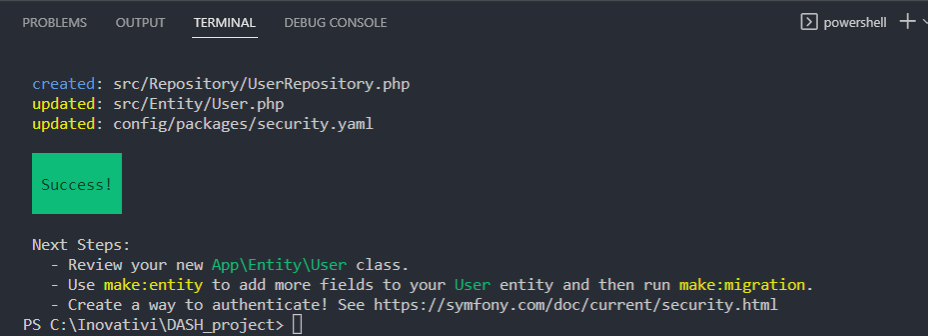 PROBLEMS OUTPUT TERMINAL DEBUG CONSOLE powershell
created: src/Repository/UserRepository.php
updated: src/Entity/User.php
updated: config/packages/security.yaml
Success!
Next Steps:
- Review your new App\Entity\User class.
- Use make:entity to add more fields to your User entity and then run make:migration.
- Create a way to authenticate! See https://symfony.com/doc/current/security.html
PS C:\Inovativi\DASH_project>